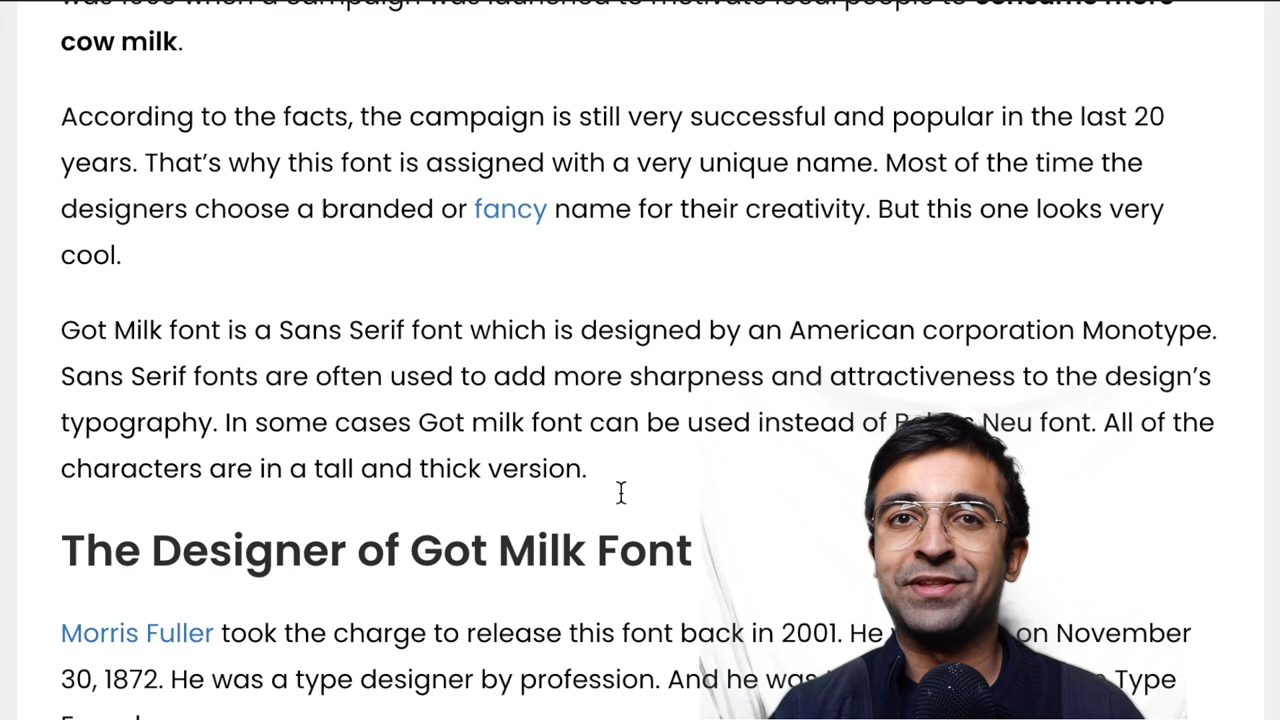 cow milk.
According to the facts, the campaign is still very successful and popular in the last 20
years. That’s why this font is assigned with a very unique name. Most of the time the
designers choose a branded or fancy name for their creativity. But this one looks very
cool.
Got Milk font is a Sans Serif font which is designed by an American corporation Monotype.
Sans Serif fonts are often used to add more sharpness and attractiveness to the design’s
typography. In some cases Got milk font can be used instead of Neu font. All of the
characters are in a tall and thick version.
The Designer of Got Milk Font
Morris Fuller took the charge to release this font back in 2001. He on November
30, 1872. He was a type designer by profession. And he was Type